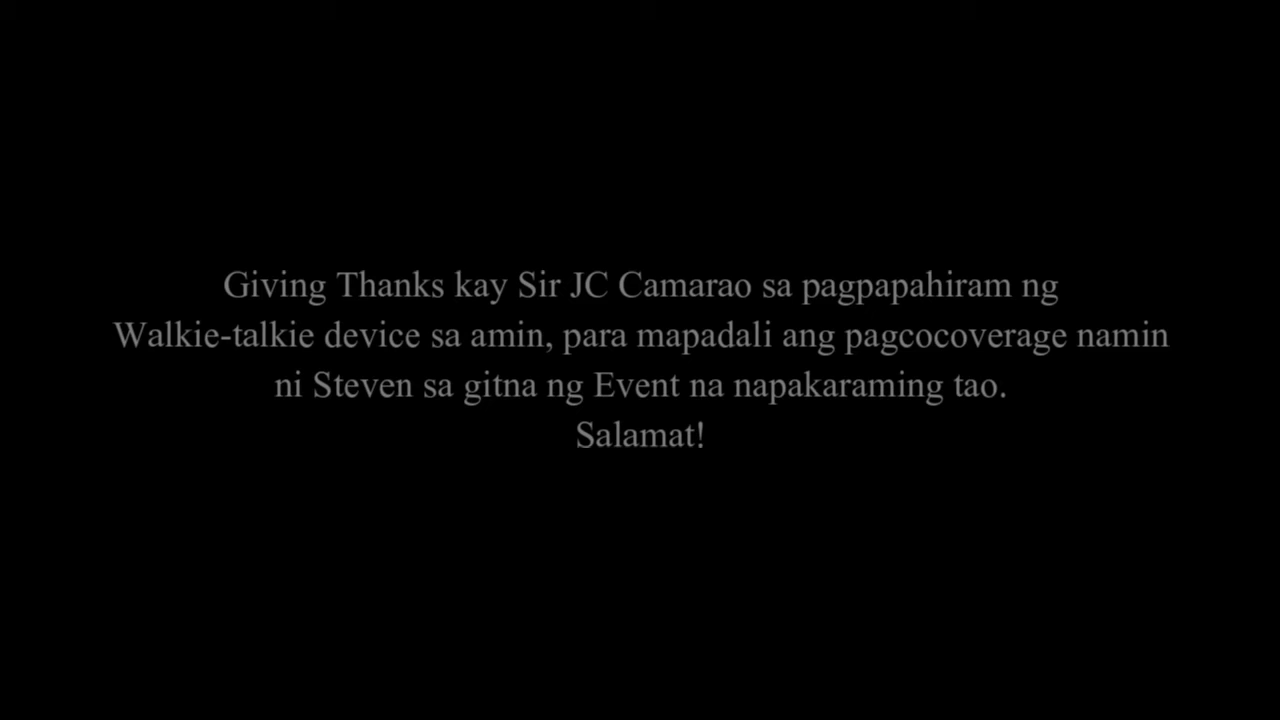 Giving Thanks kay Sir JC Camarao sa pagpapahiram ng
Walkie-talkie device sa amin, para mapadali ang pagcocoverage namin
ni Steven sa gitna ng Event na napakaraming tao.
Salamat!